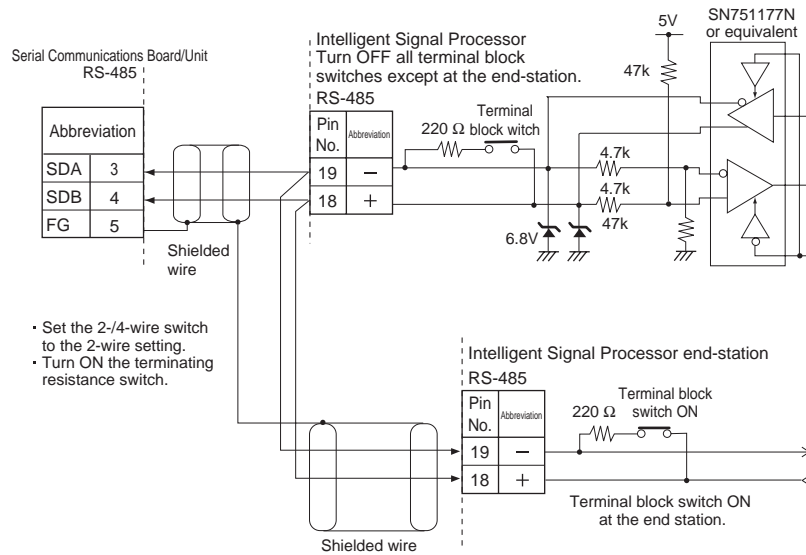 Serial Communications Board/Unit
RS-485
Abbreviation
SDA 3
SDB 4
FG 5
Shielded
wire
Intelligent Signal Processor
Turn OFF all terminal block
switches except at the end-station.
RS-485
Pin
No.
Abbreviation
19 −
18 +
220 Ω
Terminal
block witch
5V
47k
SN751177N
or equivalent
4.7k
4.7k
47k
6.8V
· Set the 2-/4-wire switch
to the 2-wire setting.
· Turn ON the terminating
resistance switch.
Intelligent Signal Processor end-station
RS-485
Pin
No.
Abbreviation
19 −
18 +
220 Ω
Terminal block
switch ON
Terminal block switch ON
at the end station.
Shielded wire